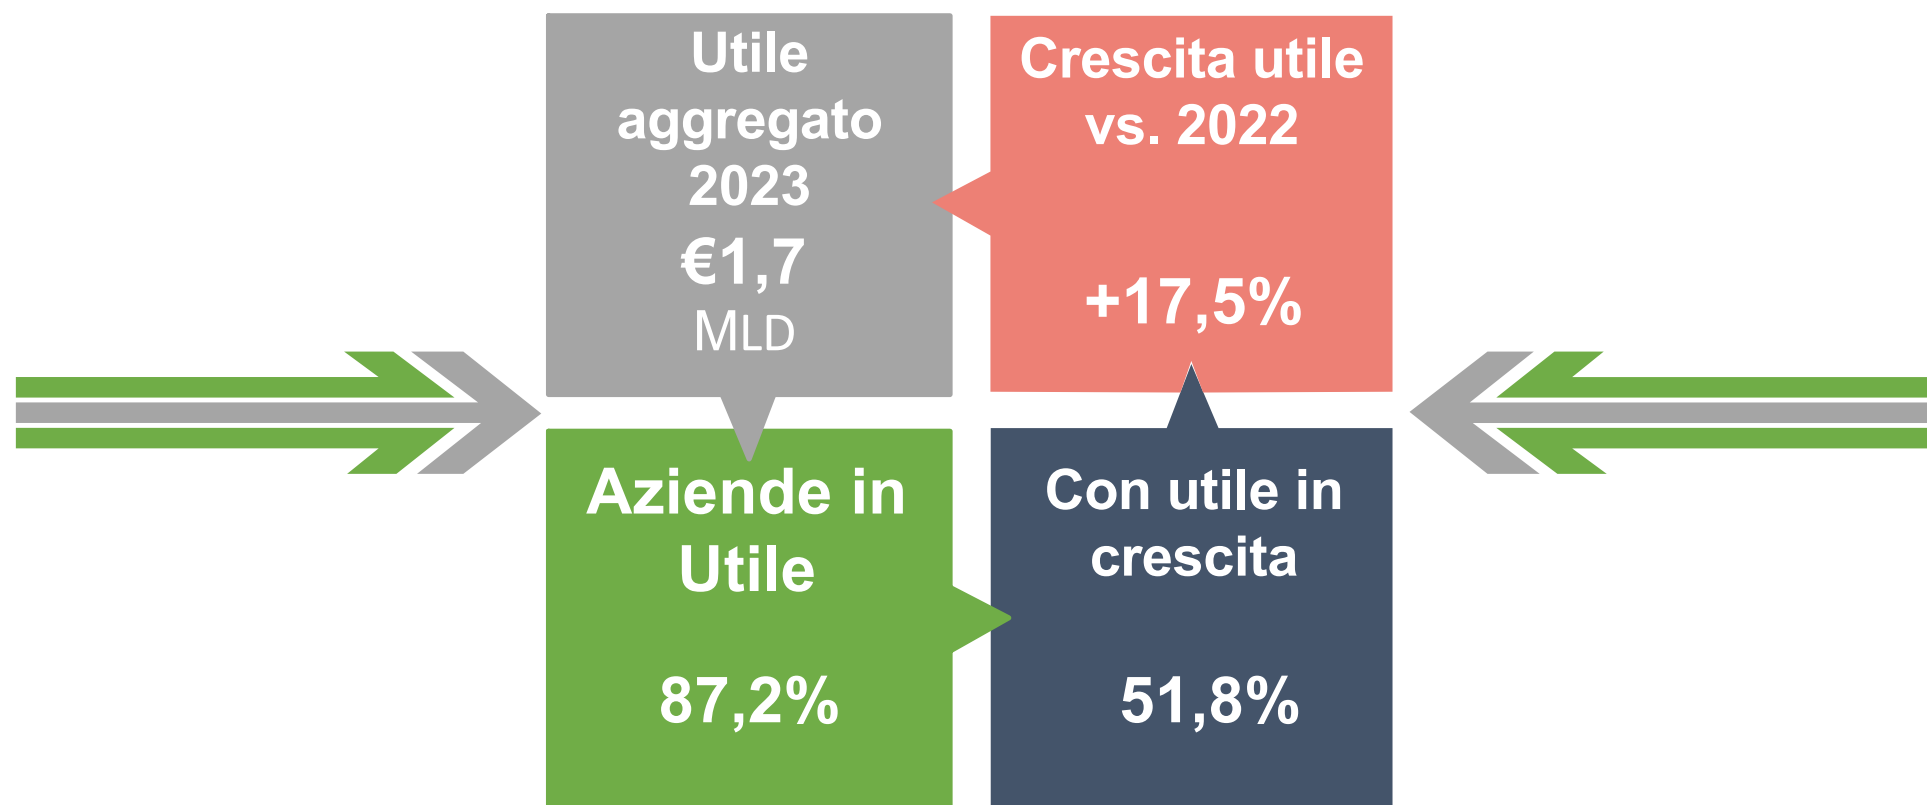 Utile
aggregato
2023
€1,7
MLD
Crescita utile
vs. 2022
+17,5%
Aziende in
Utile
87,2%
Con utile in
crescita
51,8%